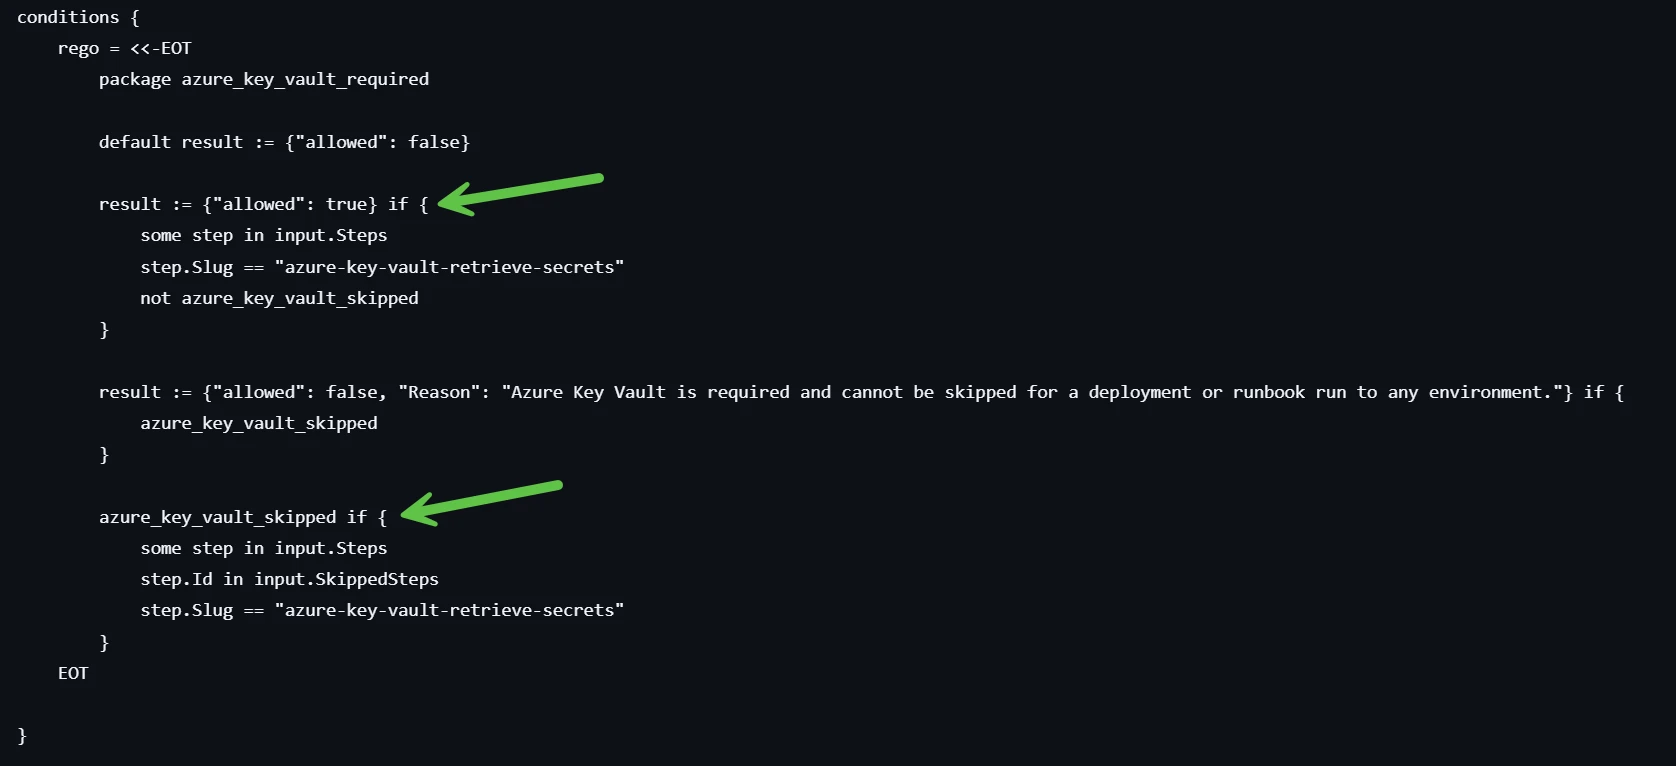 conditions {
    rego = <<-EOT
        package azure_key_vault_required
        default result := {"allowed": false}
        result := {"allowed": true} if {
            some step in input.Steps
            step.Slug == "azure-key-vault-retrieve-secrets"
            not azure_key_vault_skipped
        }
        result := {"allowed": false, "Reason": "Azure Key Vault is required and cannot be skipped for a deployment or runbook run to any environment."} if {
            azure_key_vault_skipped
        }
        azure_key_vault_skipped if {
            some step in input.Steps
            step.Id in input.SkippedSteps
            step.Slug == "azure-key-vault-retrieve-secrets"
        }
    EOT
}